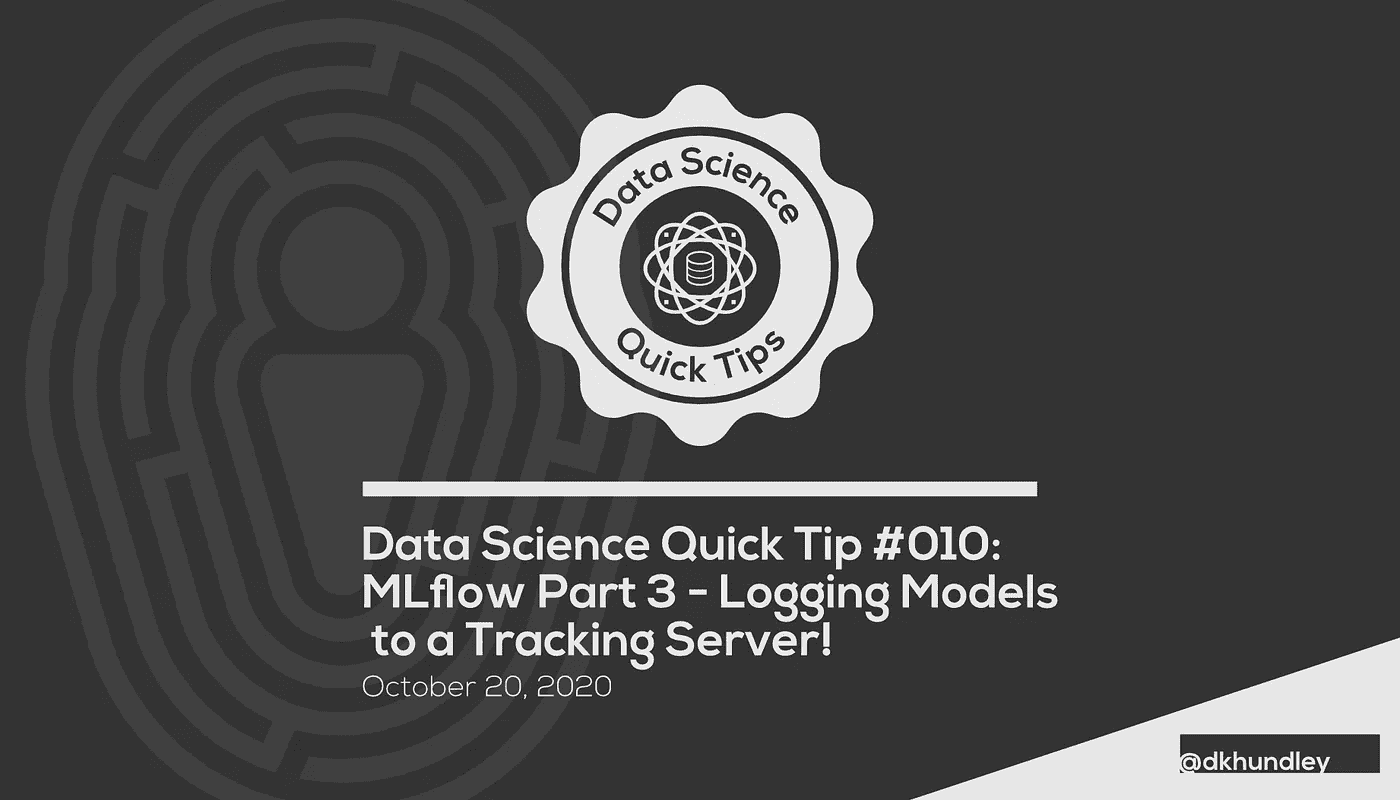 Data Science
Quick Tips
Data Science Quick Tip #010:
MLflow Part 3 - Logging Models
to a Tracking Server!
October 20, 2020
@dkhundley